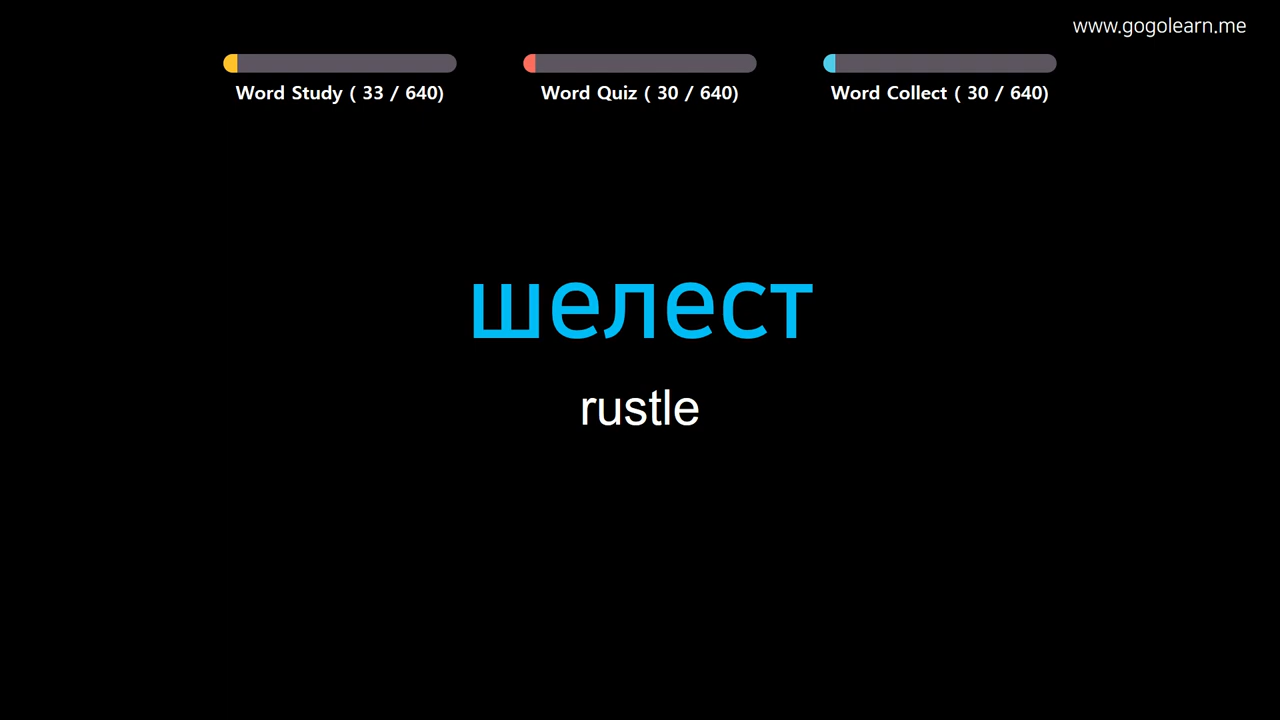 www.gogolearn.me
Word Study ( 33 / 640)
Word Quiz ( 30 / 640)
Word Collect ( 30 / 640)
шелест
rustle